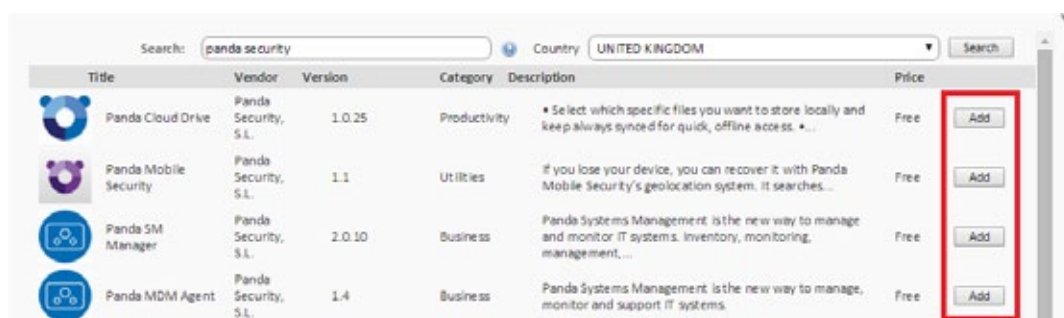 Search: panda security Country UNITED KINGDOM Search
Title Vendor Version Category Description Price
Panda Cloud Drive Panda Security, S.L. 1.0.25 Productivity • Select which specific files you want to store locally and keep always synced for quick, offline access. •... Free Add
Panda Mobile Security Panda Security, S.L. 1.1 Utilities If you lose your device, you can recover it with Panda Mobile Security's geolocation system. It searches... Free Add
Panda SM Manager Panda Security, S.L. 2.0.10 Business Panda Systems Management is the new way to manage and monitor IT systems. Inventory, monitoring, management,... Free Add
Panda MDM Agent Panda Security, S.L. 1.4 Business Panda Systems Management is the new way to manage, monitor and support IT systems. Free Add